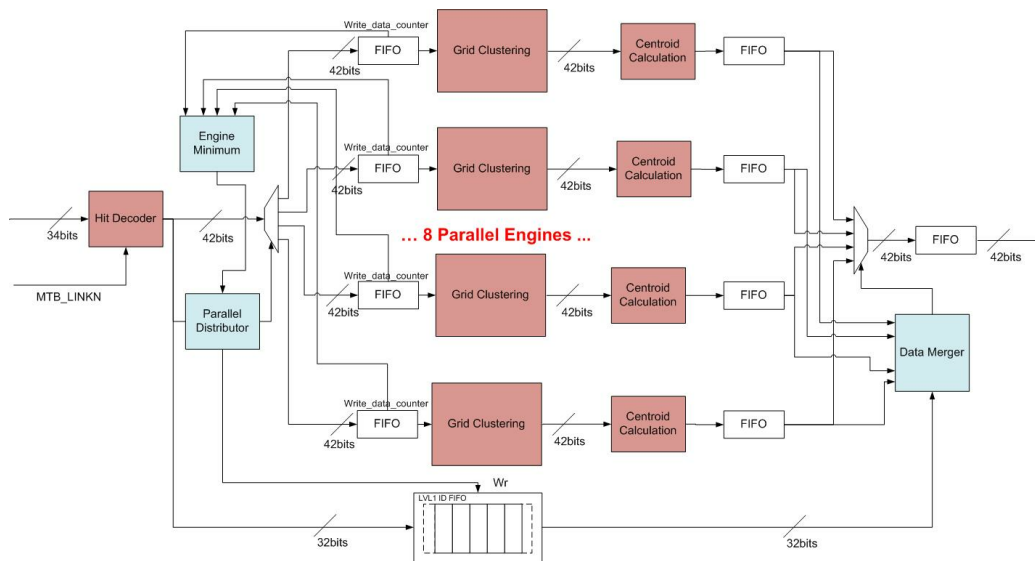 Write_data_counter
FIFO
42bits
Grid Clustering
42bits
Centroid
Calculation
FIFO
Engine
Minimum
Write_data_counter
FIFO
42bits
Grid Clustering
42bits
Centroid
Calculation
FIFO
Hit Decoder
34bits
42bits
MTB_LINKN
... 8 Parallel Engines ...
42bits
FIFO
42bits
Parallel
Distributor
Write_data_counter
FIFO
42bits
Grid Clustering
42bits
Centroid
Calculation
FIFO
Data Merger
Write_data_counter
FIFO
42bits
Grid Clustering
42bits
Centroid
Calculation
FIFO
Wr
LVL1 ID FIFO
32bits
32bits